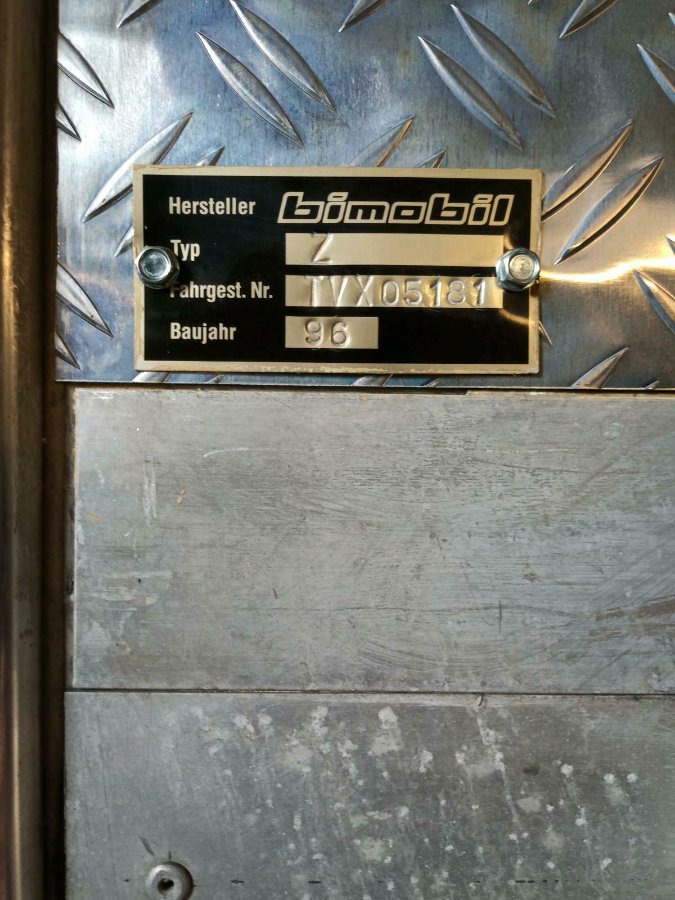 Hersteller bimobil
Typ Z
Fahrgest. Nr. TVX05181
Baujahr 96